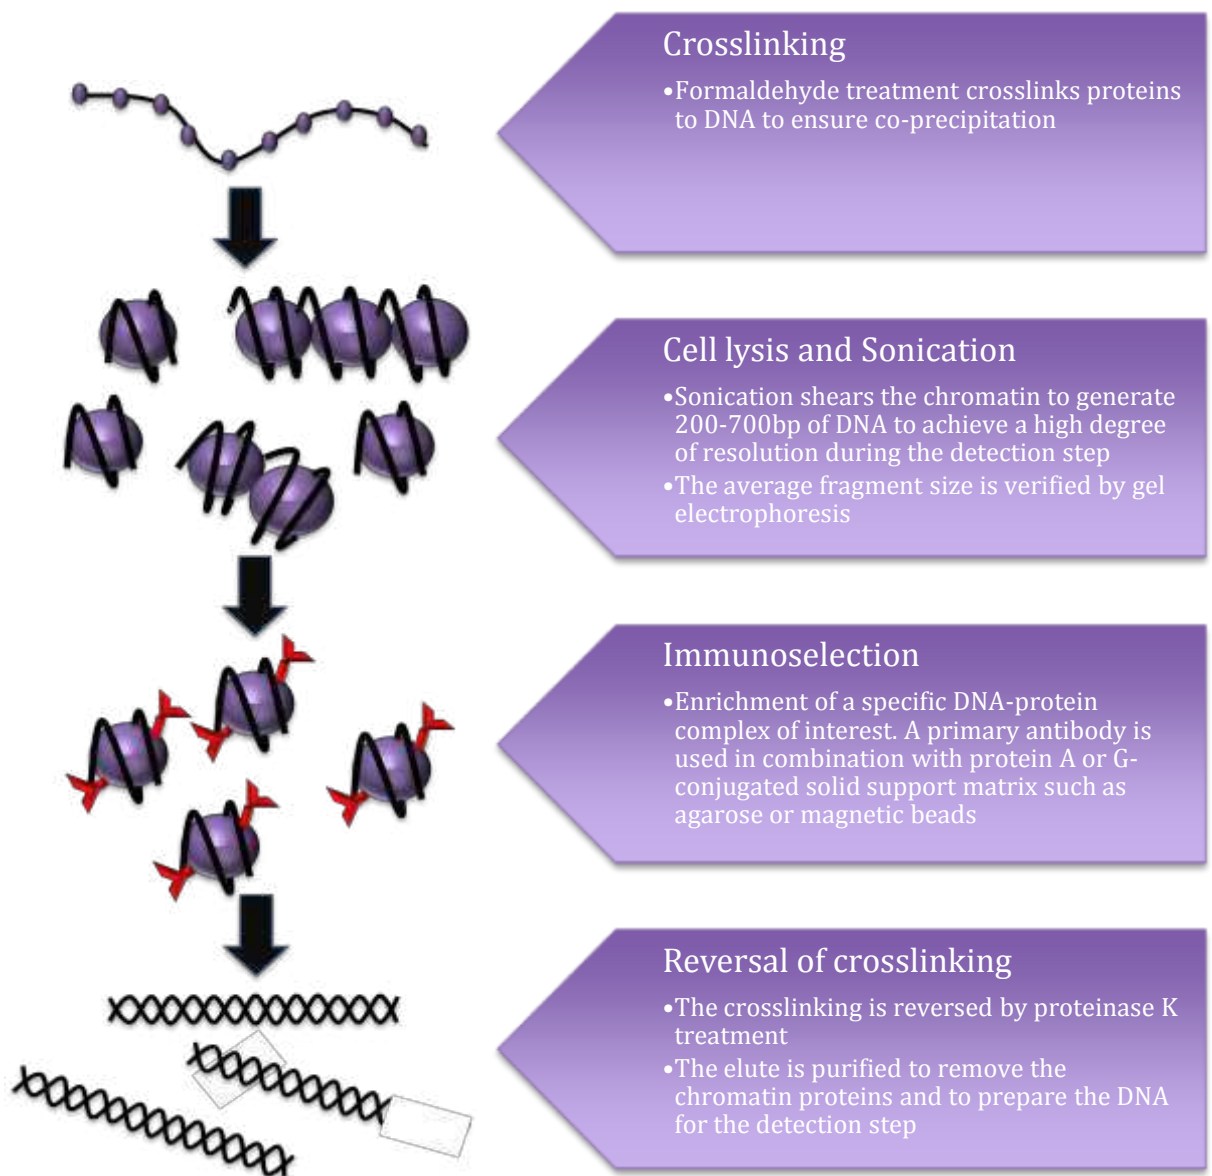 Crosslinking
•Formaldehyde treatment crosslinks proteins
to DNA to ensure co-precipitation
Cell lysis and Sonication
•Sonication shears the chromatin to generate
200-700bp of DNA to achieve a high degree
of resolution during the detection step
•The average fragment size is verified by gel
electrophoresis
Immunoselection
•Enrichment of a specific DNA-protein
complex of interest. A primary antibody is
used in combination with protein A or G-
conjugated solid support matrix such as
agarose or magnetic beads
Reversal of crosslinking
•The crosslinking is reversed by proteinase K
treatment
•The elute is purified to remove the
chromatin proteins and to prepare the DNA
for the detection step